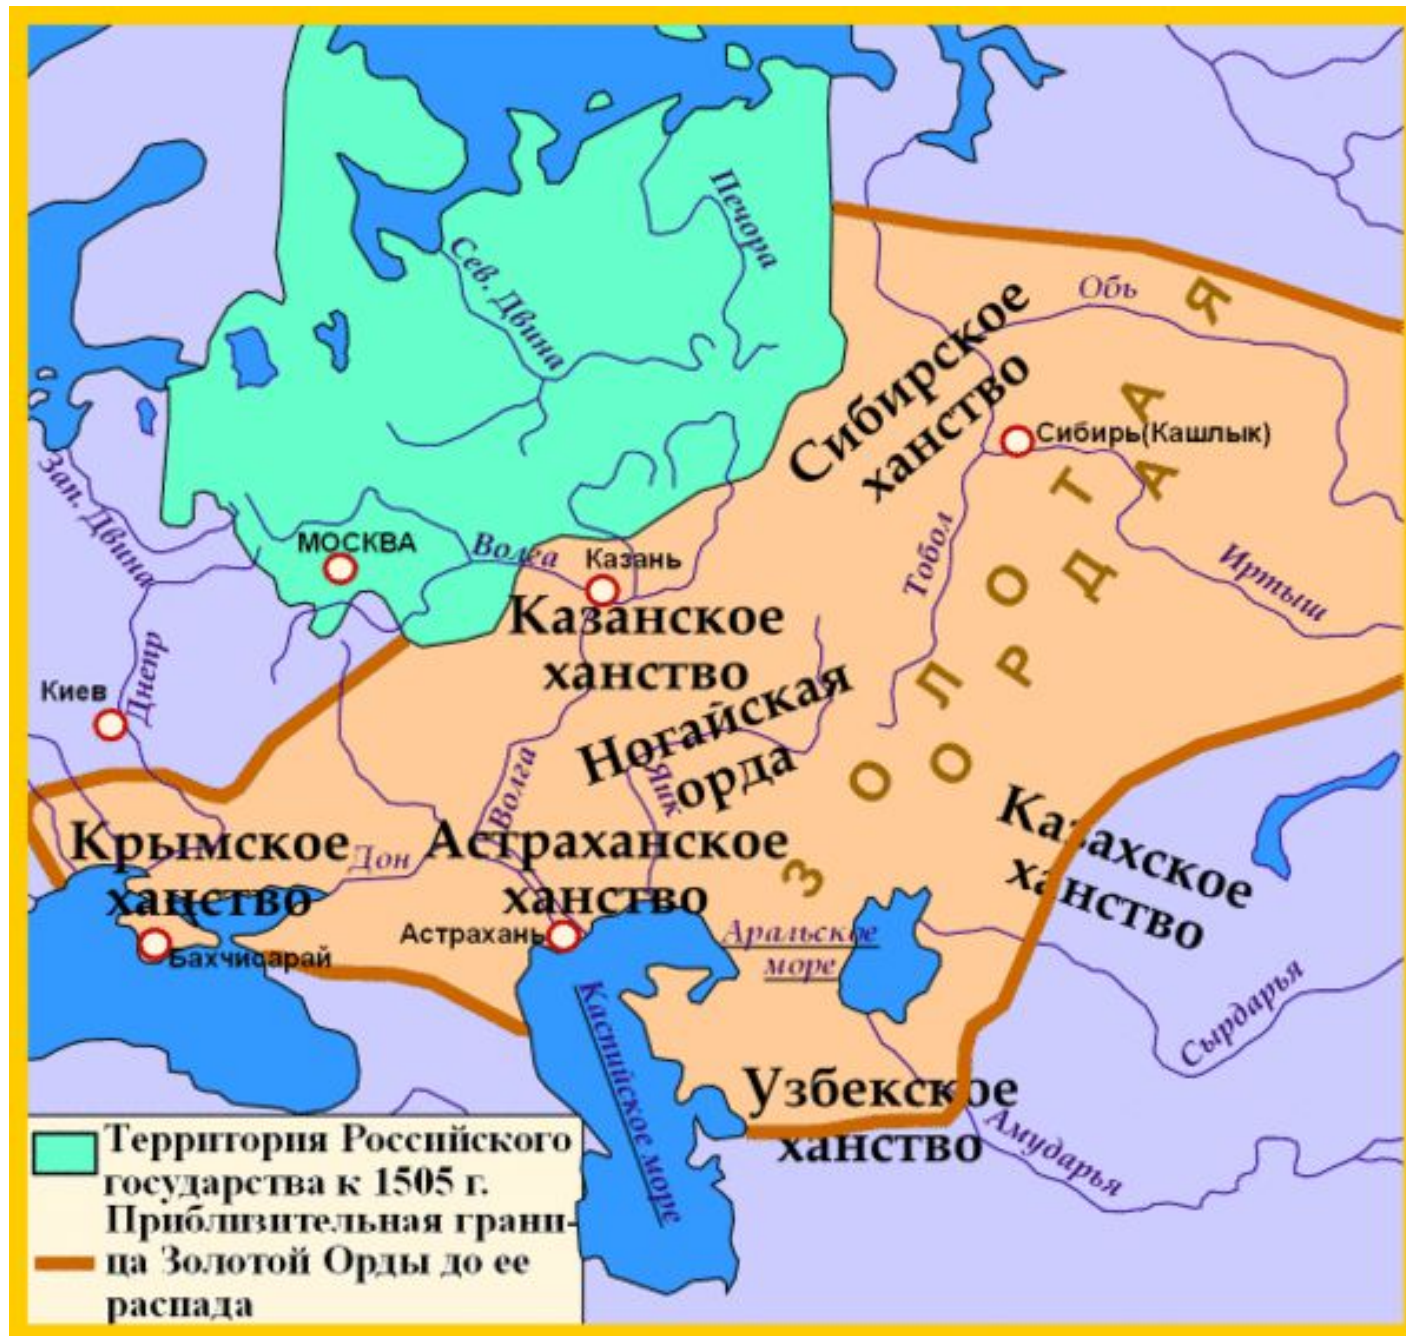 Печора
Сев. Двина
Обь
Сибирское
ханство
Сибирь(Кашлык)
ЗОЛОТАЯ
ОРДА
Зап. Двина
МОСКВА
Волга
Казань
Тобол
Иртыш
Казанское
ханство
Киев
Днепр
Ногайская
орда
Волга
Яик
Казахское
ханство
Крымское
ханство
Дон
Астраханское
ханство
Астрахань
Бахчисарай
Аральское
море
Каспийское море
Сырдарья
Узбекское
ханство
Амударья
Территория Российского
государства к 1505 г.
Приблизительная грани-
ца Золотой Орды до ее
распада